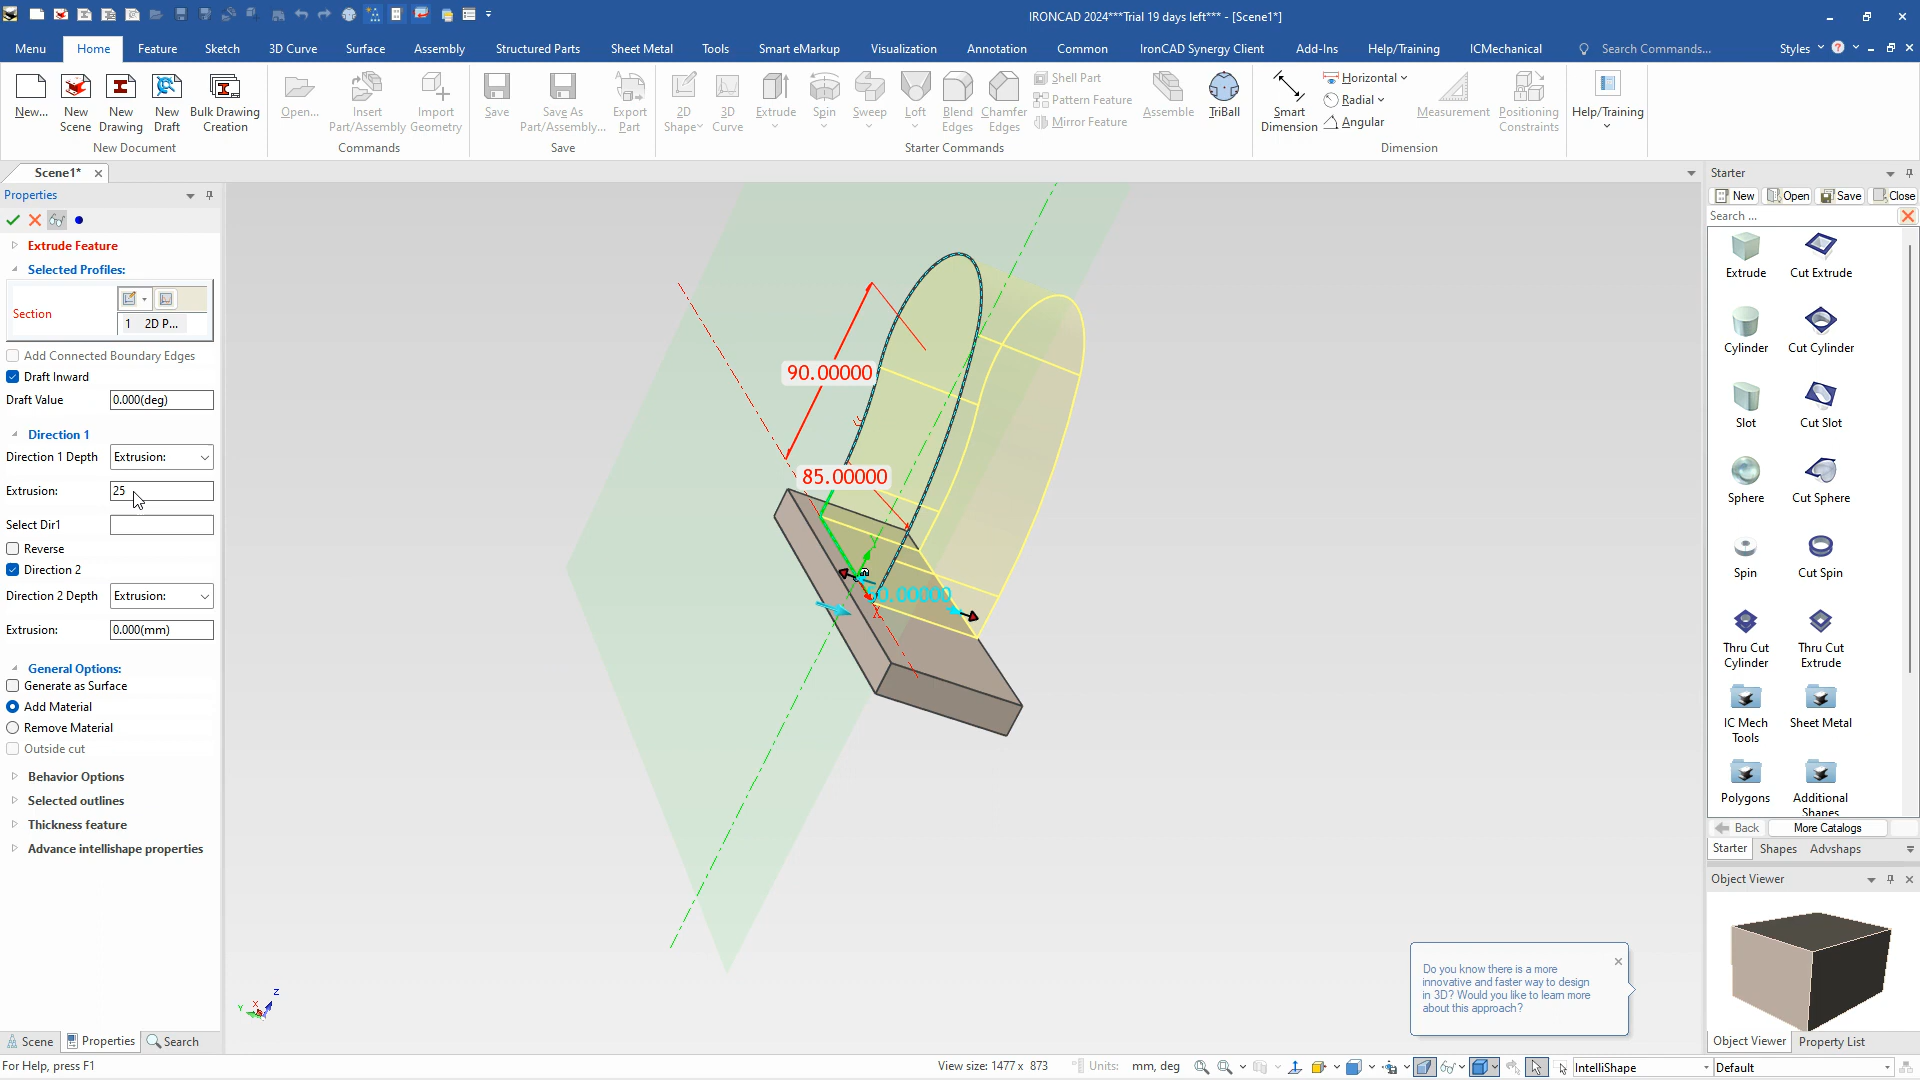 IRONCAD 2024***Trial 19 days left*** - [Scene1*]
Menu Home Feature Sketch 3D Curve Surface Assembly Structured Parts Sheet Metal Tools Smart eMarkup Visualization Annotation Common IronCAD Synergy Client Add-Ins Help/Training ICMechanical Search Commands... Styles
New... New Scene New Drawing New Draft Bulk Drawing Creation
New Document
Open... Insert Part/Assembly Import Geometry
Commands
Save Save As Part/Assembly... Export Part
Save
2D Shape 3D Curve Extrude Spin Sweep Loft Blend Edges Chamfer Edges Shell Part Pattern Feature Mirror Feature Assemble TriBall
Starter Commands
Smart Dimension Horizontal Radial Angular Measurement Positioning Constraints
Dimension
Help/Training
Scene1*
Properties
Extrude Feature
Selected Profiles:
Section
1 2D P...
Add Connected Boundary Edges
Draft Inward
Draft Value 0.000(deg)
Direction 1
Direction 1 Depth Extrusion:
Extrusion: 25
Select Dir1
Reverse
Direction 2
Direction 2 Depth Extrusion:
Extrusion: 0.000(mm)
General Options:
Generate as Surface
Add Material
Remove Material
Outside cut
Behavior Options
Selected outlines
Thickness feature
Advance intellishape properties
Scene Properties Search
90.00000
85.00000
Y
X
Z
Y X
Do you know there is a more
innovative and faster way to design
in 3D? Would you like to learn more
about this approach?
Starter
New Open Save Close
Search ...
Extrude Cut Extrude
Cylinder Cut Cylinder
Slot Cut Slot
Sphere Cut Sphere
Spin Cut Spin
Thru Cut Cylinder Thru Cut Extrude
IC Mech Tools Sheet Metal
Polygons Additional Shapes
Back More Catalogs
Starter Shapes Advshaps
Object Viewer
Object Viewer Property List
For Help, press F1
View size: 1477 x 873 Units: mm, deg IntelliShape Default